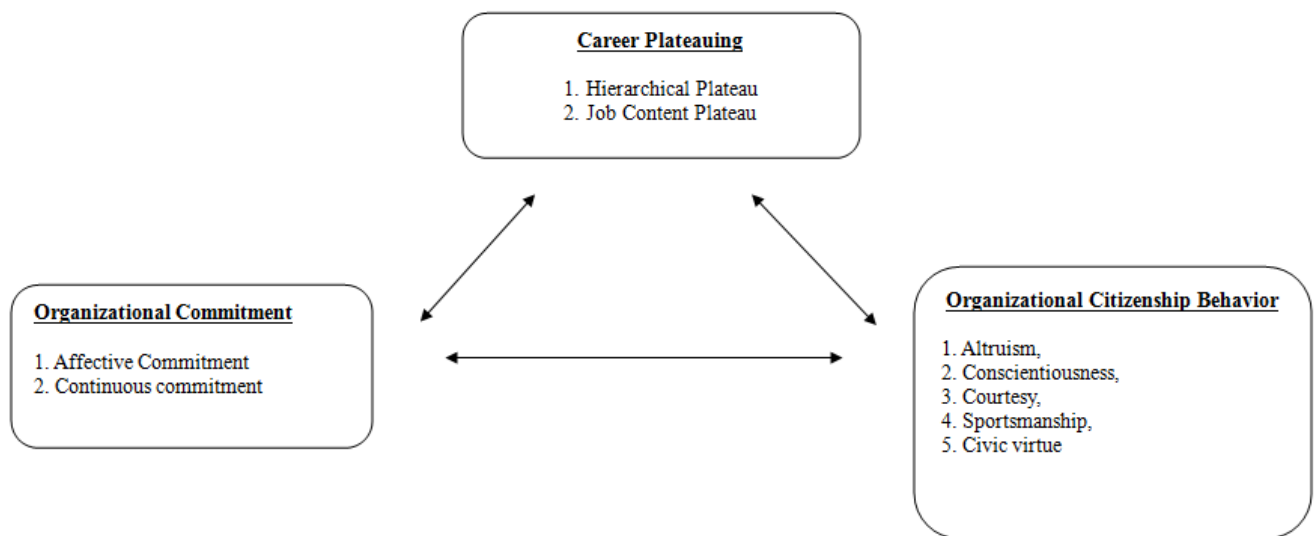 Career Plateauing
1. Hierarchical Plateau
2. Job Content Plateau
Organizational Commitment
1. Affective Commitment
2. Continuous commitment
Organizational Citizenship Behavior
1. Altruism,
2. Conscientiousness,
3. Courtesy,
4. Sportsmanship,
5. Civic virtue